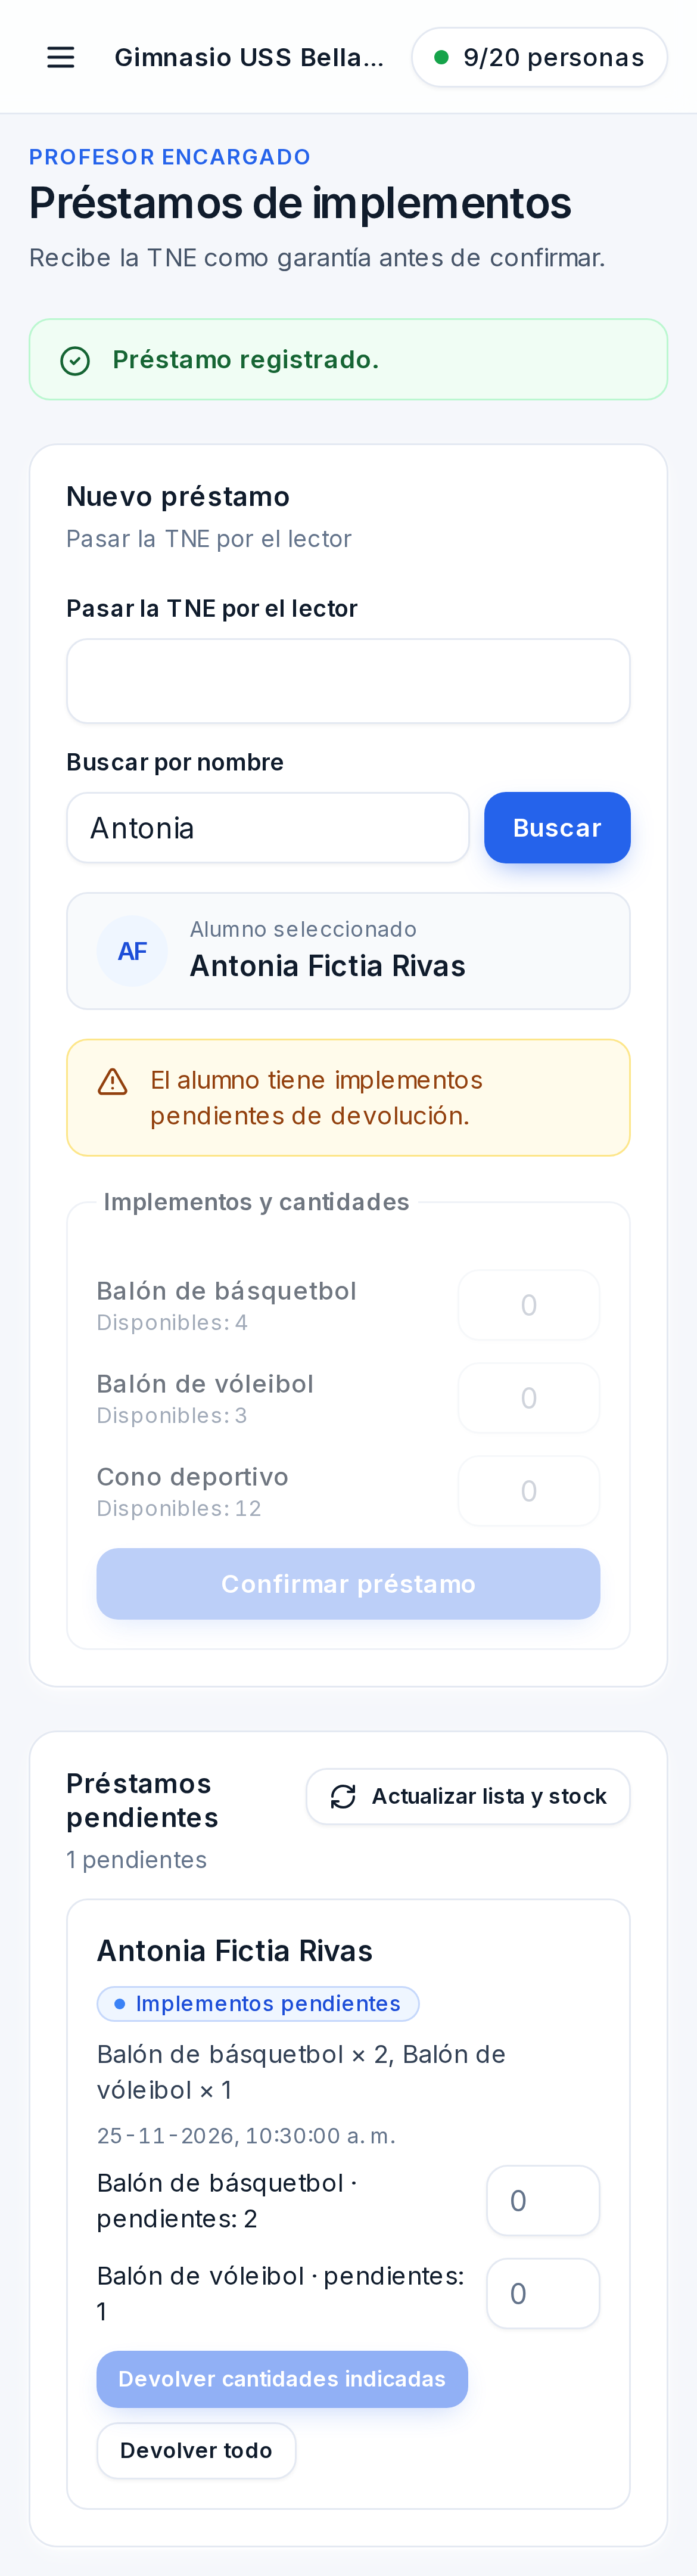 Gimnasio USS Bella...
9/20 personas
PROFESOR ENCARGADO
Préstamos de implementos
Recibe la TNE como garantía antes de confirmar.
Préstamo registrado.
Nuevo préstamo
Pasar la TNE por el lector
Pasar la TNE por el lector
Buscar por nombre
Antonia
Buscar
AF
Alumno seleccionado
Antonia Fictia Rivas
El alumno tiene implementos
pendientes de devolución.
Implementos y cantidades
Balón de básquetbol
Disponibles: 4
0
Balón de vóleibol
Disponibles: 3
0
Cono deportivo
Disponibles: 12
0
Confirmar préstamo
Préstamos
pendientes
Actualizar lista y stock
1 pendientes
Antonia Fictia Rivas
Implementos pendientes
Balón de básquetbol × 2, Balón de
vóleibol × 1
25-11-2026, 10:30:00 a. m.
Balón de básquetbol ·
pendientes: 2
0
Balón de vóleibol · pendientes:
1
0
Devolver cantidades indicadas
Devolver todo